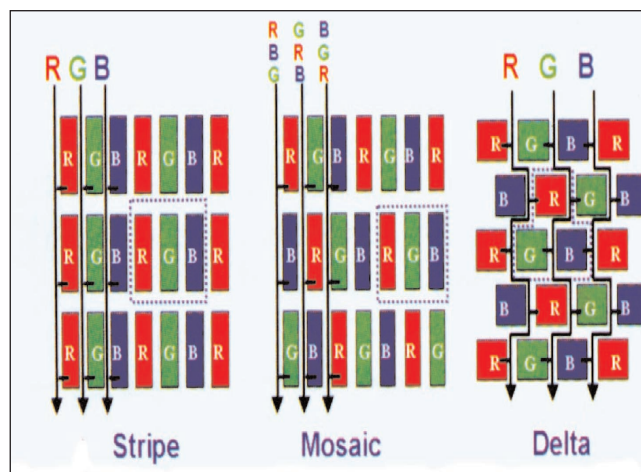 R G B
R G B R G B R
R G B R G B R
R G B R G B R
Stripe
R G B
B R G
G B R
R G B R G B R
B R G B R G B
G B R G B R G
Mosaic
R G B
R G B R
B R G B
R G B R
B R G B
R G B R
Delta